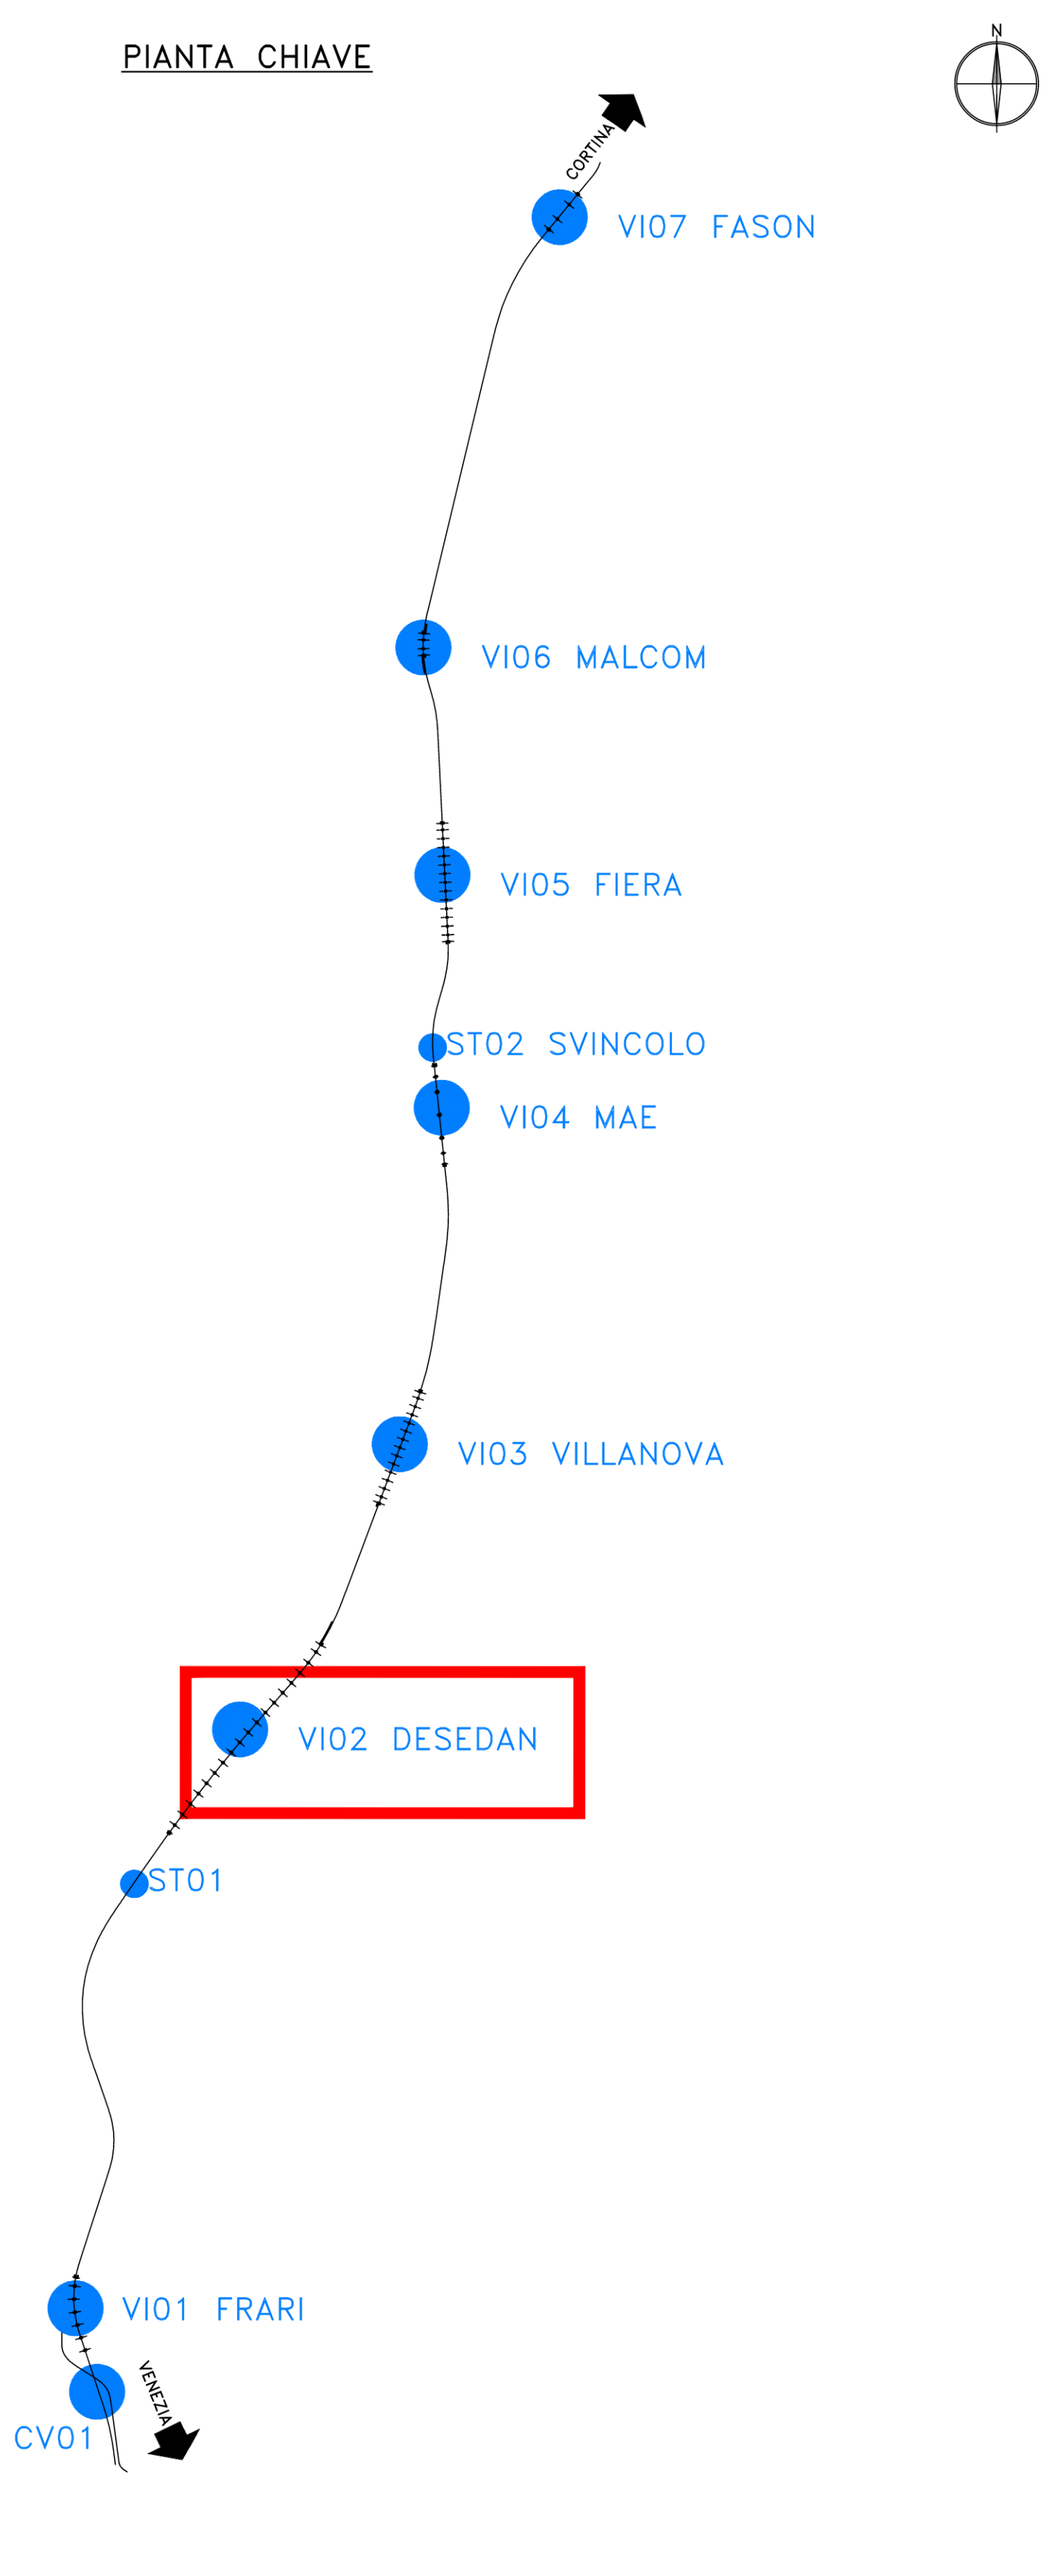 PIANTA CHIAVE
N
CORTINA
VI07 FASON
VI06 MALCOM
VI05 FIERA
ST02 SVINCOLO
VI04 MAE
VI03 VILLANOVA
VI02 DESEDAN
ST01
VI01 FRARI
VENEZIA
CV01